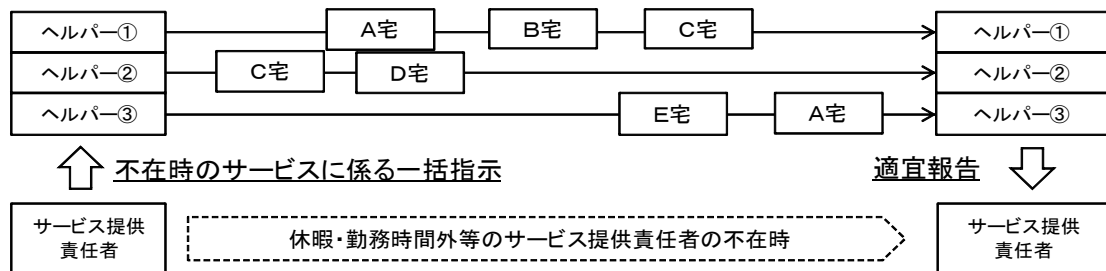 ヘルパー① A宅 B宅 C宅 ヘルパー①
ヘルパー② C宅 D宅 ヘルパー②
ヘルパー③ E宅 A宅 ヘルパー③
不在時のサービスに係る一括指示 適宜報告
サービス提供
責任者
休暇・勤務時間外等のサービス提供責任者の不在時
サービス提供
責任者